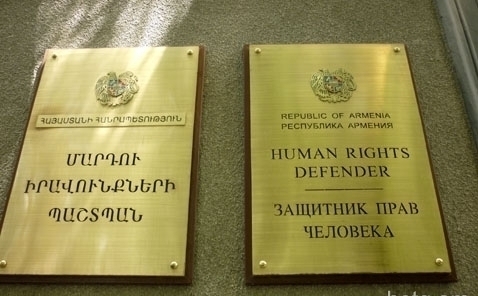 ՀԱՅԱՍՏԱՆԻ ՀԱՆՐԱՊԵՏՈՒԹՅՈՒՆ
ՄԱՐԴՈՒ
ԻՐԱՎՈՒՆՔՆԵՐԻ
ՊԱՇՏՊԱՆ
REPUBLIC OF ARMENIA
РЕСПУБЛИКА АРМЕНИЯ
HUMAN RIGHTS
DEFENDER
ЗАЩИТНИК ПРАВ
ЧЕЛОВЕКА